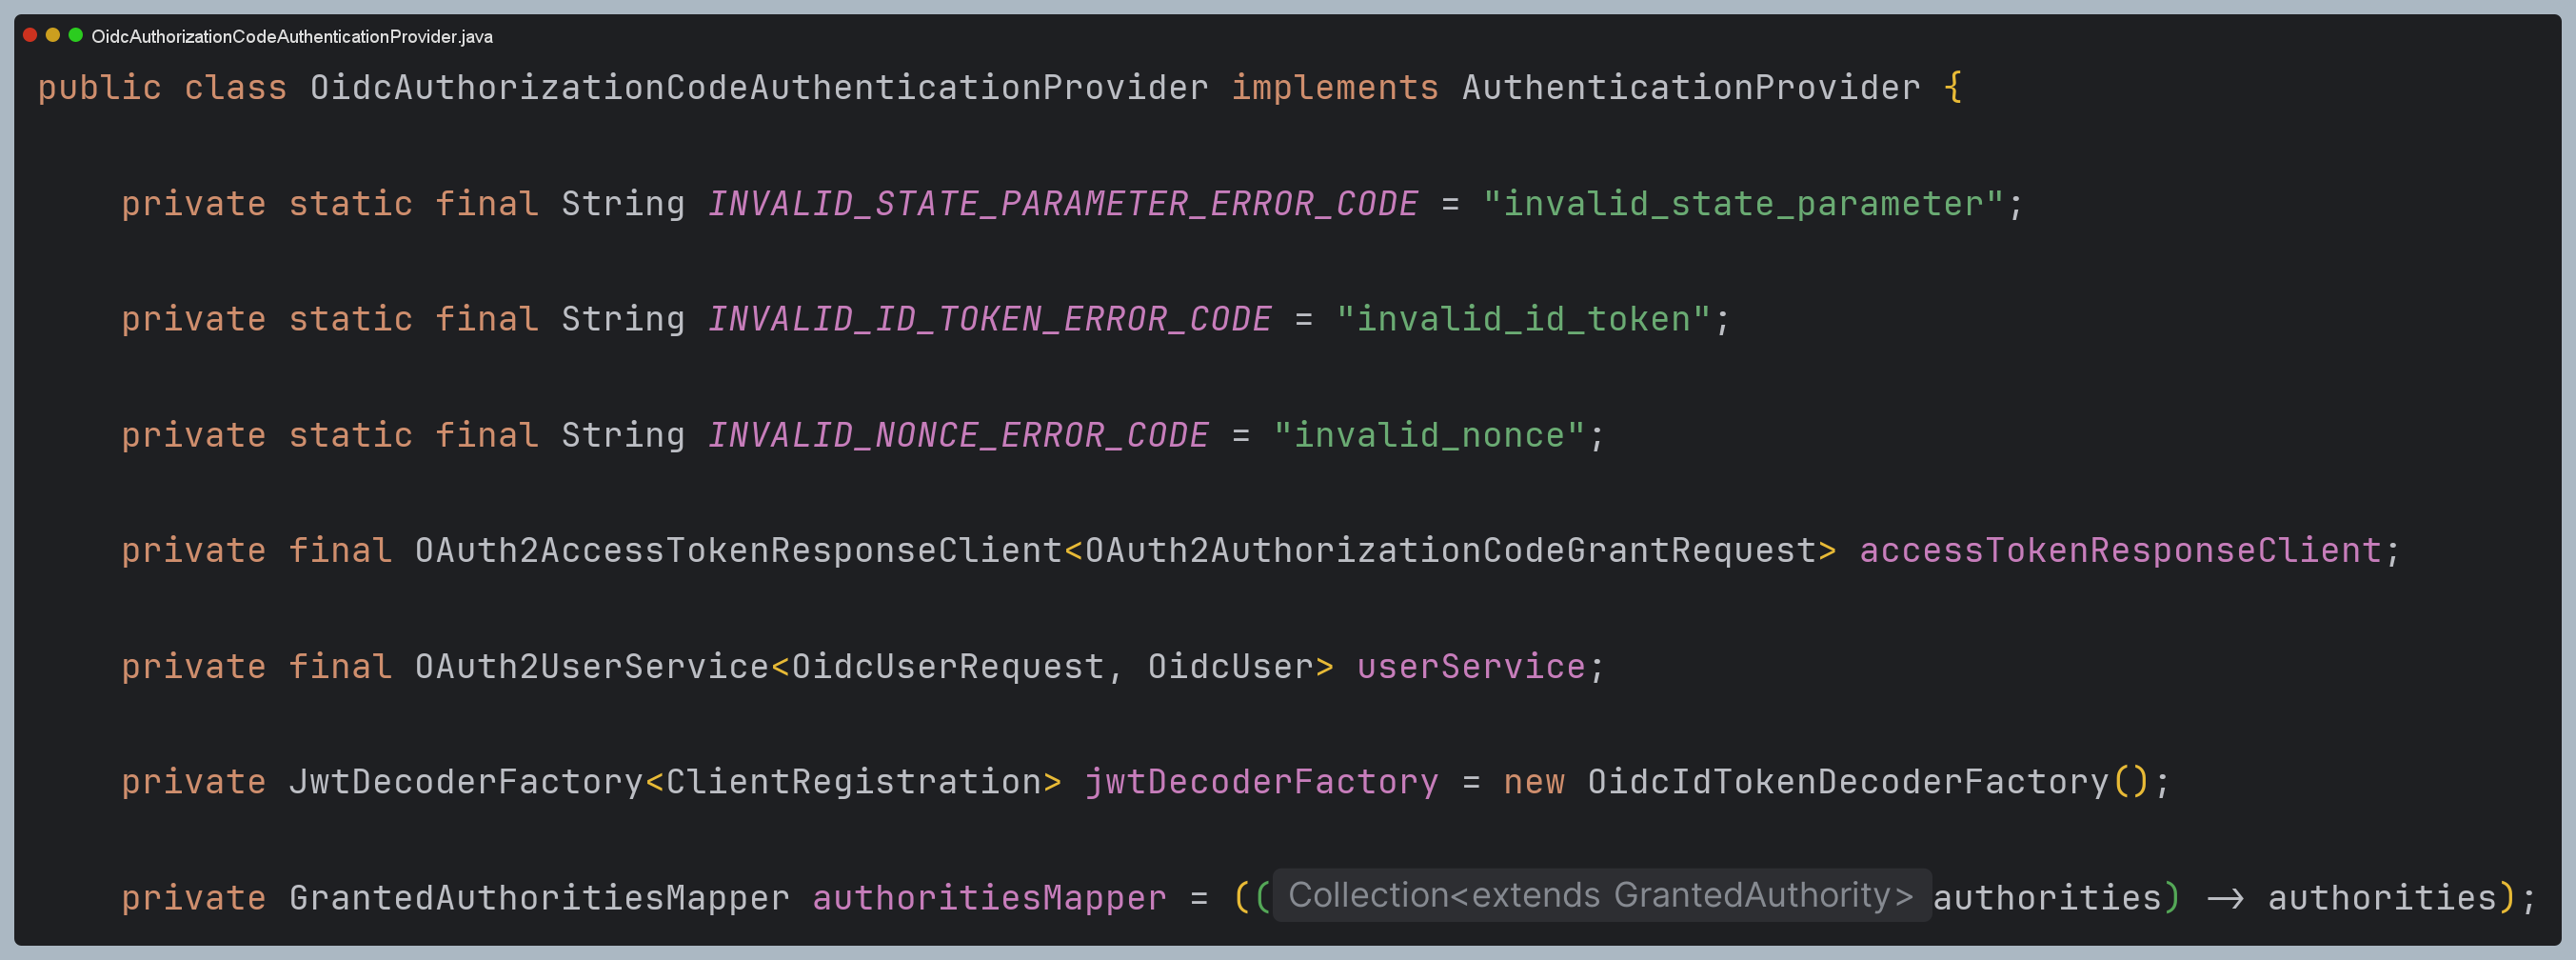 OidcAuthorizationCodeAuthenticationProvider.java
public class OidcAuthorizationCodeAuthenticationProvider implements AuthenticationProvider {
private static final String INVALID_STATE_PARAMETER_ERROR_CODE = "invalid_state_parameter";
private static final String INVALID_ID_TOKEN_ERROR_CODE = "invalid_id_token";
private static final String INVALID_NONCE_ERROR_CODE = "invalid_nonce";
private final OAuth2AccessTokenResponseClient<OAuth2AuthorizationCodeGrantRequest> accessTokenResponseClient;
private final OAuth2UserService<OidcUserRequest, OidcUser> userService;
private JwtDecoderFactory<ClientRegistration> jwtDecoderFactory = new OidcIdTokenDecoderFactory();
private GrantedAuthoritiesMapper authoritiesMapper = ((Collection<extends GrantedAuthority> authorities) -> authorities);